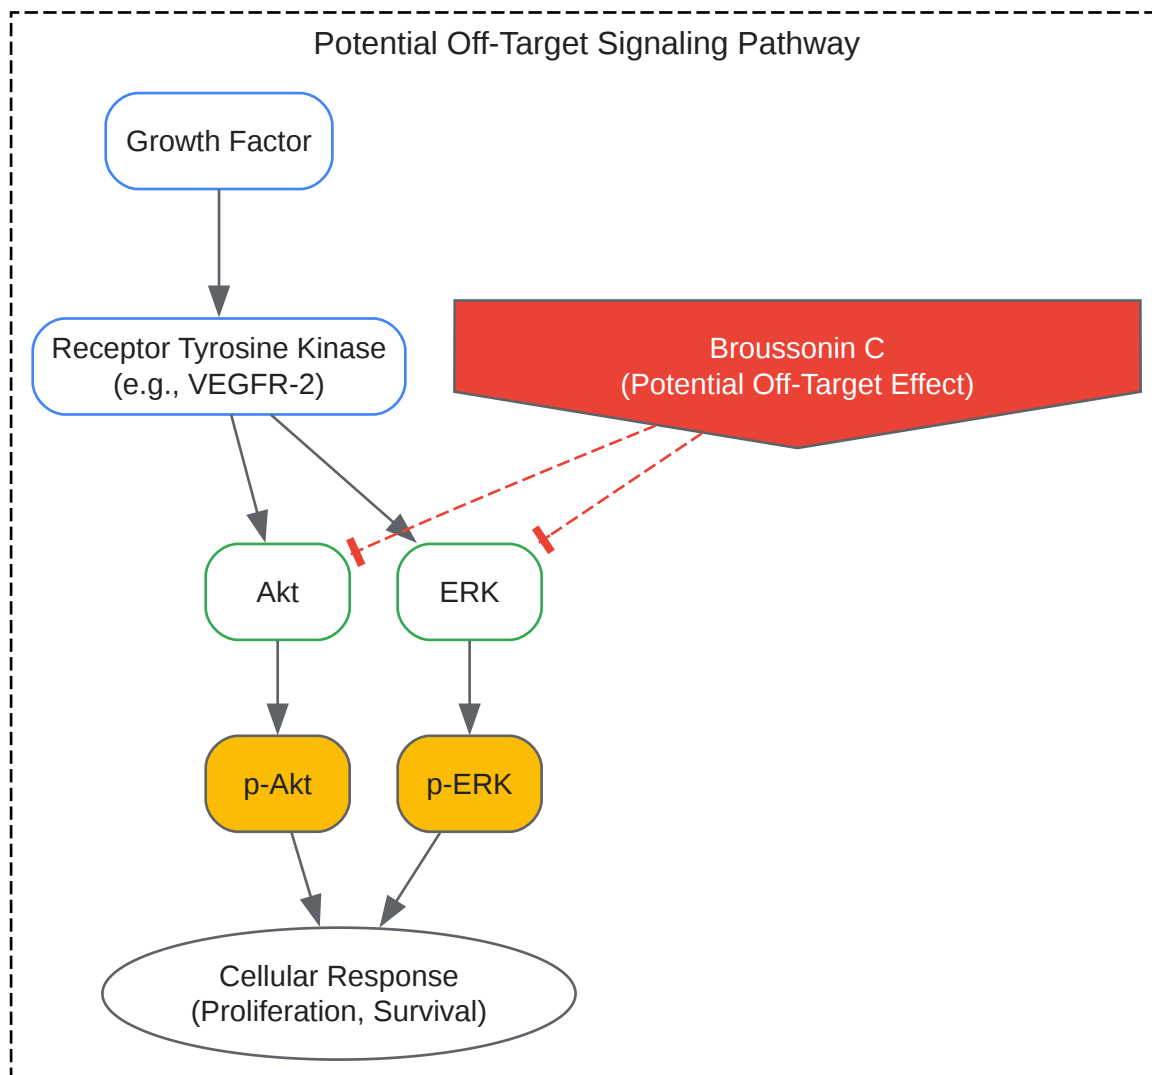 Potential Off-Target Signaling Pathway
Growth Factor
Receptor Tyrosine Kinase
(e.g., VEGFR-2)
Broussonin C
(Potential Off-Target Effect)
Akt
ERK
p-Akt
p-ERK
Cellular Response
(Proliferation, Survival)